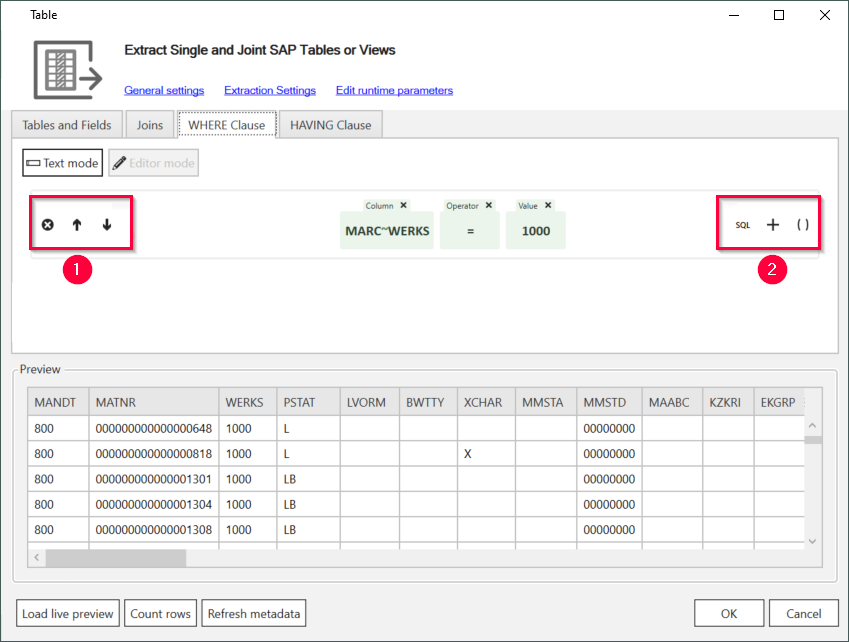 Table
Extract Single and Joint SAP Tables or Views
General settings Extraction Settings Edit runtime parameters
Tables and Fields Joins WHERE Clause HAVING Clause
Text mode Editor mode
Column Operator Value
MARC~WERKS = 1000 SQL + ( )
1 2
Preview
MANDT MATNR WERKS PSTAT LVORM BWTTY XCHAR MMSTA MMSTD MAABC KZKRI EKGRP
800 000000000000000648 1000 L 00000000
800 000000000000000818 1000 L X 00000000
800 000000000000001301 1000 LB 00000000
800 000000000000001304 1000 LB 00000000
800 000000000000001308 1000 LB 00000000
Load live preview Count rows Refresh metadata OK Cancel